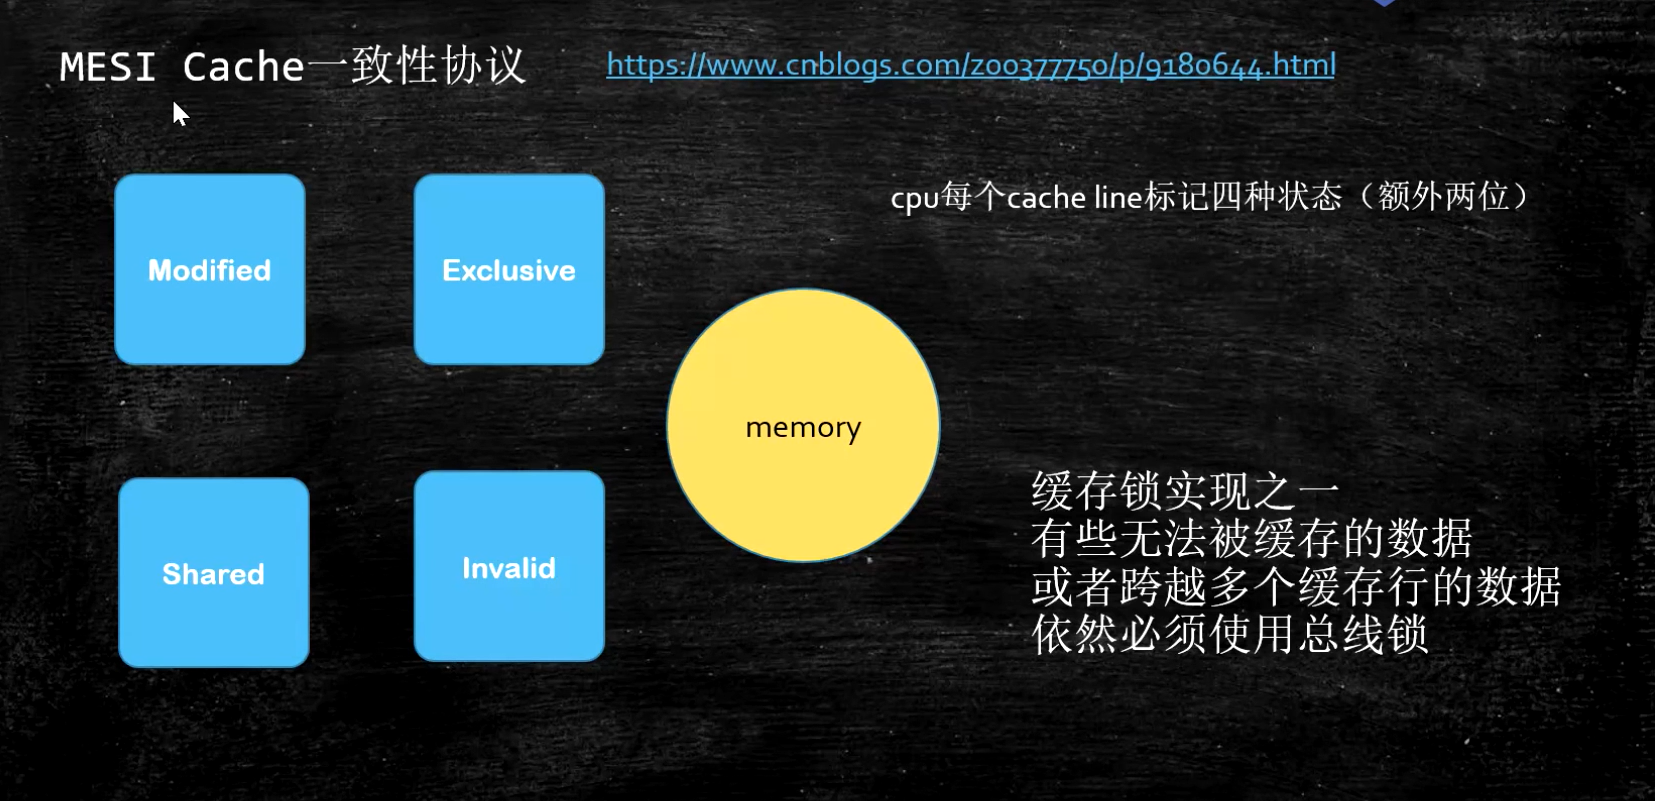 MESI Cache一致性协议
https://www.cnblogs.com/z00377750/p/9180644.html
cpu每个cache line标记四种状态（额外两位）
Modified
Exclusive
memory
Shared
Invalid
缓存锁实现之一
有些无法被缓存的数据
或者跨越多个缓存行的数据
依然必须使用总线锁